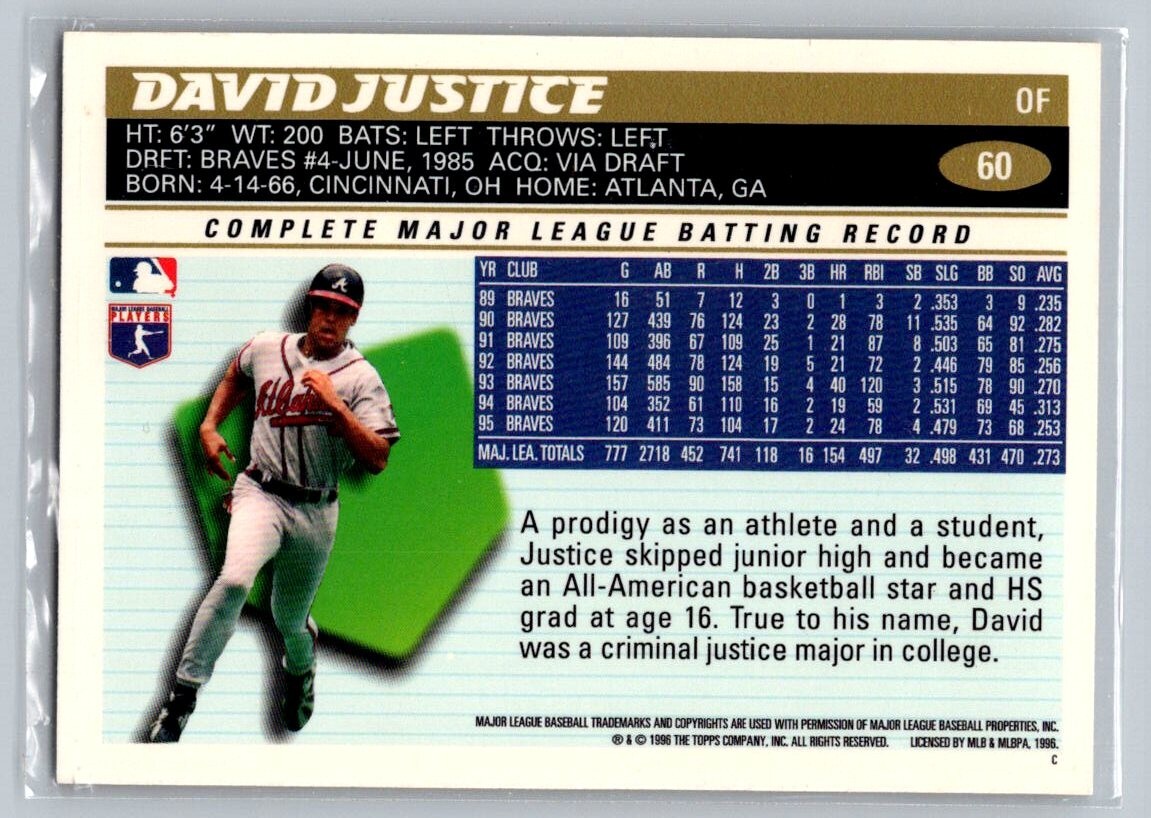 DAVID JUSTICE OF
HT: 6'3" WT: 200 BATS: LEFT THROWS: LEFT
DRFT: BRAVES #4-JUNE, 1985 ACQ: VIA DRAFT
BORN: 4-14-66, CINCINNATI, OH HOME: ATLANTA, GA
60
COMPLETE MAJOR LEAGUE BATTING RECORD
MAJOR LEAGUE BASEBALL
PLAYERS
A
Atlanta
YR CLUB G AB R H 2B 3B HR RBI SB SLG BB SO AVG
89 BRAVES 16 51 7 12 3 0 1 3 2 .353 3 9 .235
90 BRAVES 127 439 76 124 23 2 28 78 11 .535 64 92 .282
91 BRAVES 109 396 67 109 25 1 21 87 8 .503 65 81 .275
92 BRAVES 144 484 78 124 19 5 21 72 2 .446 79 85 .256
93 BRAVES 157 585 90 158 15 4 40 120 3 .515 78 90 .270
94 BRAVES 104 352 61 110 16 2 19 59 2 .531 69 45 .313
95 BRAVES 120 411 73 104 17 2 24 78 4 .479 73 68 .253
MAJ. LEA. TOTALS 777 2718 452 741 118 16 154 497 32 .498 431 470 .273
A prodigy as an athlete and a student,
Justice skipped junior high and became
an All-American basketball star and HS
grad at age 16. True to his name, David
was a criminal justice major in college.
MAJOR LEAGUE BASEBALL TRADEMARKS AND COPYRIGHTS ARE USED WITH PERMISSION OF MAJOR LEAGUE BASEBALL PROPERTIES, INC.
® & © 1996 THE TOPPS COMPANY, INC. ALL RIGHTS RESERVED. LICENSED BY MLB & MLBPA, 1996.
C